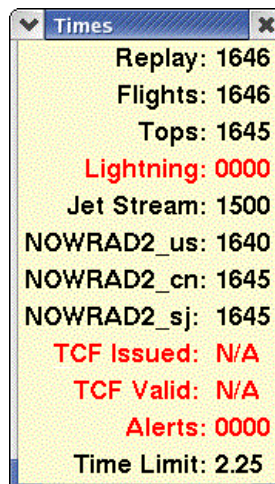 Times
Replay: 1646
Flights: 1646
Tops: 1645
Lightning: 0000
Jet Stream: 1500
NOWRAD2_us: 1640
NOWRAD2_cn: 1645
NOWRAD2_sj: 1645
TCF Issued: N/A
TCF Valid: N/A
Alerts: 0000
Time Limit: 2.25